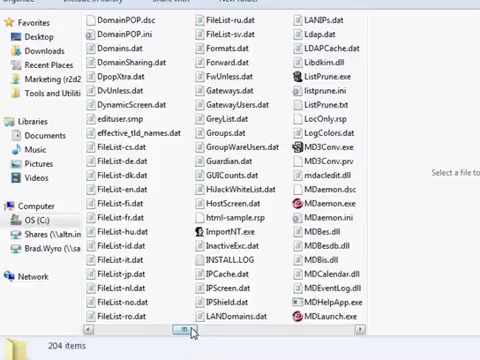 Favorites
Desktop
Downloads
Recent Places
Marketing (r2d2
Tools and Utiliti
Libraries
Documents
Music
Pictures
Videos
Computer
OS (C:)
Shares (\\altn.in
Brad.Wyro (\\alt
Network
DomainPOP.dsc
DomainPOP.ini
Domains.dat
DomainSharing.dat
DpopXtra.dat
DvUnless.dat
DynamicScreen.dat
edituser.smp
effective_tld_names.dat
FileList-cs.dat
FileList-de.dat
FileList-dk.dat
FileList-en.dat
FileList-fi.dat
FileList-fr.dat
FileList-hu.dat
FileList-id.dat
FileList-it.dat
FileList-jp.dat
FileList-nl.dat
FileList-no.dat
FileList-ro.dat
FileList-ru.dat
FileList-sv.dat
Formats.dat
Forward.dat
FwUnless.dat
Gateways.dat
GatewayUsers.dat
GreyList.dat
Groups.dat
GroupWareUsers.dat
Guardian.dat
GUICounts.dat
HiJackWhiteList.dat
HostScreen.dat
html-sample.rsp
ImportNT.exe
InactiveExc.dat
INSTALL.LOG
IPCache.dat
IPScreen.dat
IPShield.dat
LANDomains.dat
LANIPs.dat
Ldap.dat
LDAPCache.dat
Libdkim.dll
ListPrune.exe
listprune.ini
ListPrune.txt
LocOnly.rsp
LogColors.dat
MD3Conv.exe
MD3Conv.prv
mdacledit.dll
MDaemon.dsc
MDaemon.exe
MDaemon.ini
MDBes.dll
MDBesdb.dll
MDBis.dll
MDCalendar.dll
MDEventLog.dll
MDHelpApp.exe
MDLaunch.exe
Select a file to
204 items